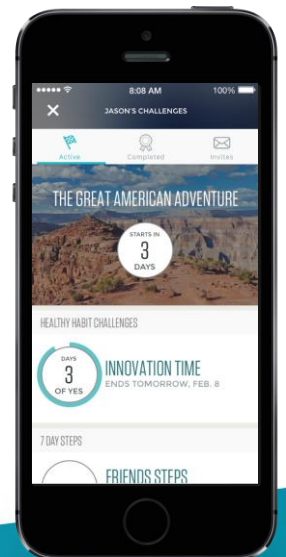 8:08 AM 100%
JASON'S CHALLENGES
Active Completed Invites
THE GREAT AMERICAN ADVENTURE
STARTS IN
3
DAYS
HEALTHY HABIT CHALLENGES
DAYS
3
OF YES
INNOVATION TIME
ENDS TOMORROW, FEB. 8
7 DAY STEPS
FRIENDS STEPS